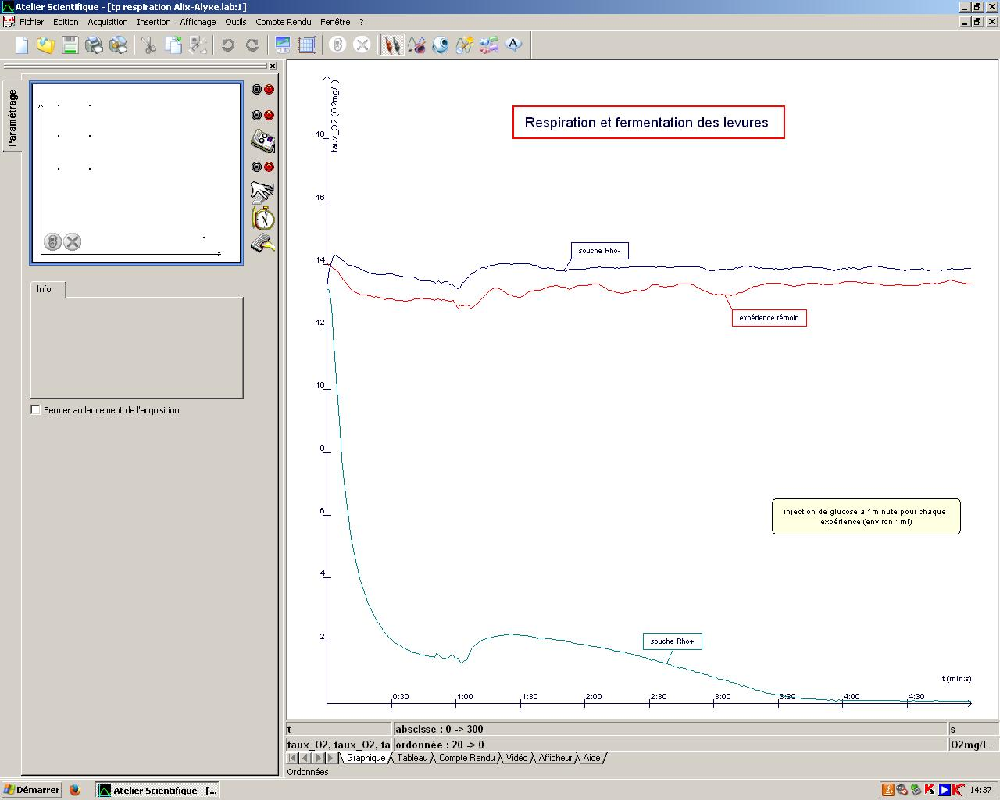 Atelier Scientifique - [tp respiration Alix-Alyxe.lab:1]
Fichier Edition Acquisition Insertion Affichage Outils Compte Rendu Fenêtre ?
Paramètrage
Info
Fermer au lancement de l'acquisition
taux_O2 (O2mg/L)
Respiration et fermentation des levures
18
16
14
12
10
8
6
4
2
souche Rho-
expérience témoin
injection de glucose à 1minute pour chaque
expérience (environ 1ml)
souche Rho+
t (min:s)
0:30 1:00 1:30 2:00 2:30 3:00 3:30 4:00 4:30
t abscisse : 0 -> 300 s
taux_O2, taux_O2, ta ordonnée : 20 -> 0 O2mg/L
Graphique Tableau Compte Rendu Vidéo Afficheur Aide
Ordonnées
Démarrer Atelier Scientifique - [... 14:37